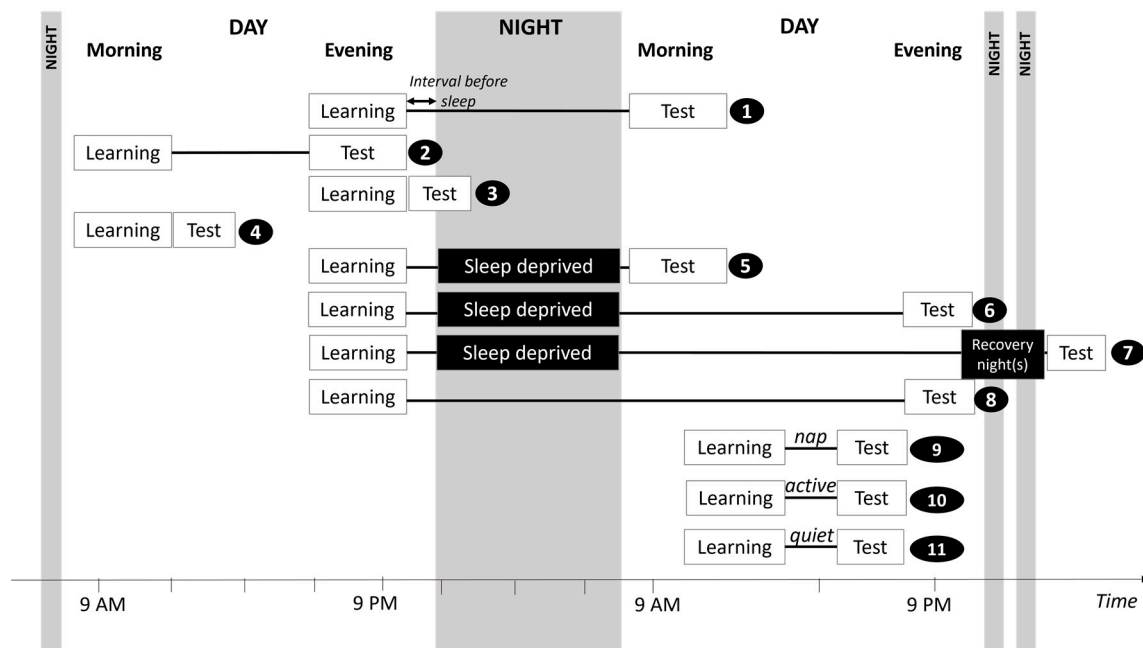 NIGHT
DAY
NIGHT
DAY
NIGHT
NIGHT
Morning
Evening
Morning
Evening
Interval before
sleep
Learning
Test
1
Learning
Test
2
Learning
Test
3
Learning
Test
4
Learning
Sleep deprived
Test
5
Learning
Sleep deprived
Test
6
Learning
Sleep deprived
Recovery
night(s)
Test
7
Learning
Test
8
Learning
nap
Test
9
Learning
active
Test
10
Learning
quiet
Test
11
9 AM
9 PM
9 AM
9 PM
Time